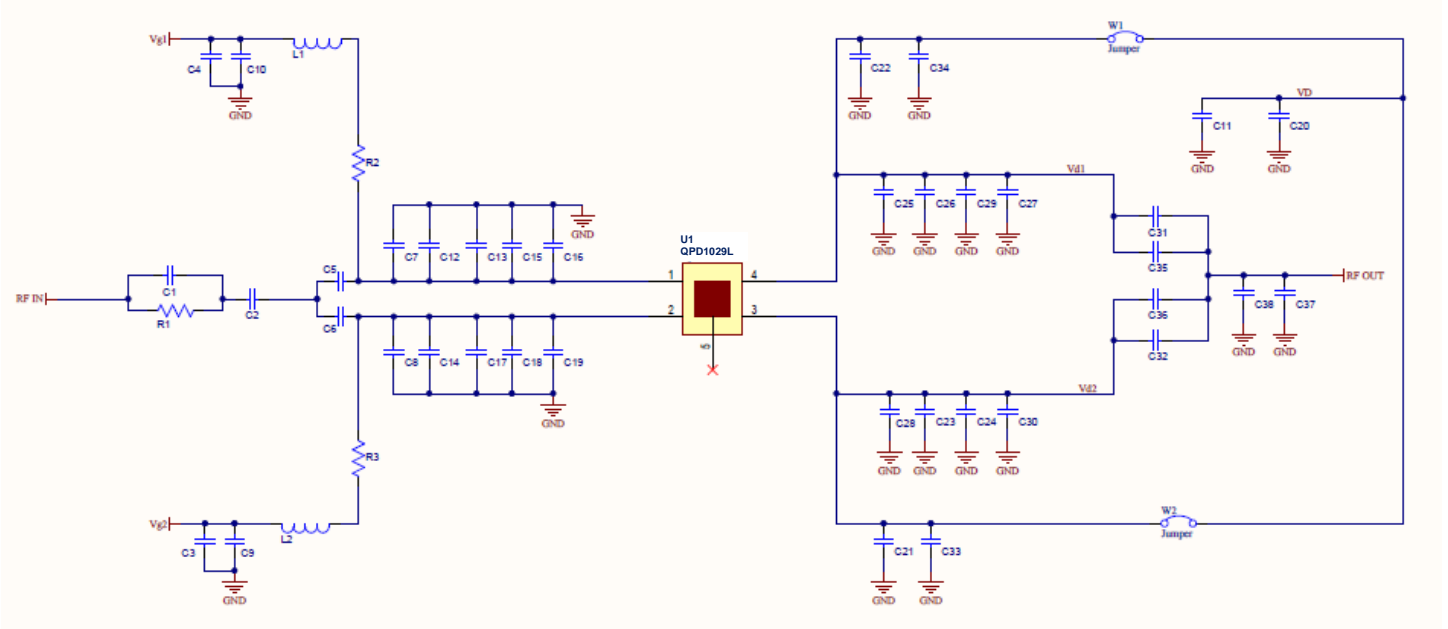 W1
Jumper
Vg1
C4
C10
L1
GND
C22
C34
GND
GND
VD
C11
C20
GND
GND
R2
Vd1
C25
C26
C29
C27
GND
GND
GND
GND
GND
C7
C12
C13
C15
C16
U1
QPD1029L
C31
C35
RF IN
C1
R1
C2
C5
C6
1
2
4
3
5
RF OUT
C36
C32
C38
C37
GND
GND
C8
C14
C17
C18
C19
GND
Vd2
C28
C23
C24
C30
GND
GND
GND
GND
R3
Vg2
C3
C9
L2
GND
C21
C33
GND
GND
W2
Jumper